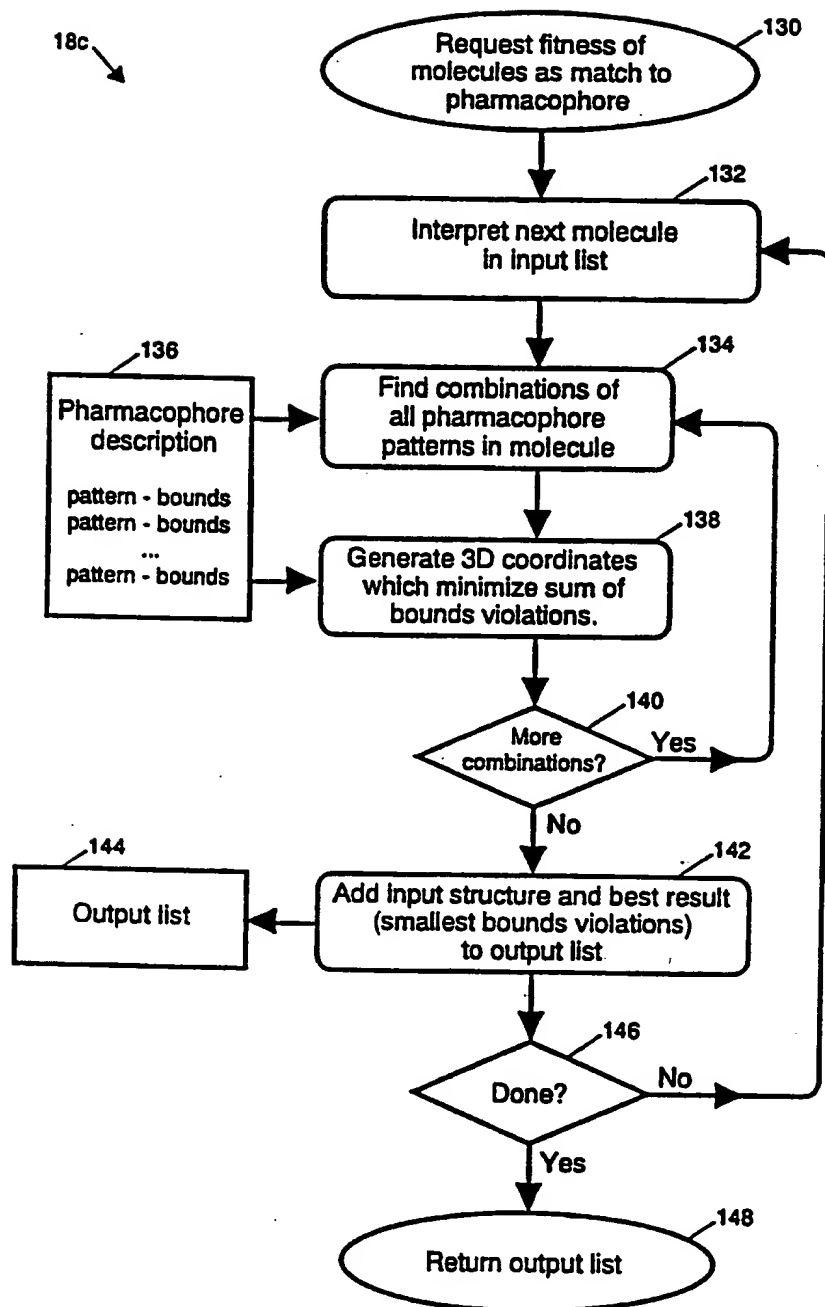 18c
130
Request fitness of
molecules as match to
pharmacophore
132
Interpret next molecule
in input list
134
Find combinations of
all pharmacophore
patterns in molecule
136
Pharmacophore
description
pattern - bounds
pattern - bounds
...
pattern - bounds
138
Generate 3D coordinates
which minimize sum of
bounds violations.
140
More
combinations?
Yes
No
142
Add input structure and best result
(smallest bounds violations)
to output list
144
Output list
146
Done?
No
Yes
148
Return output list